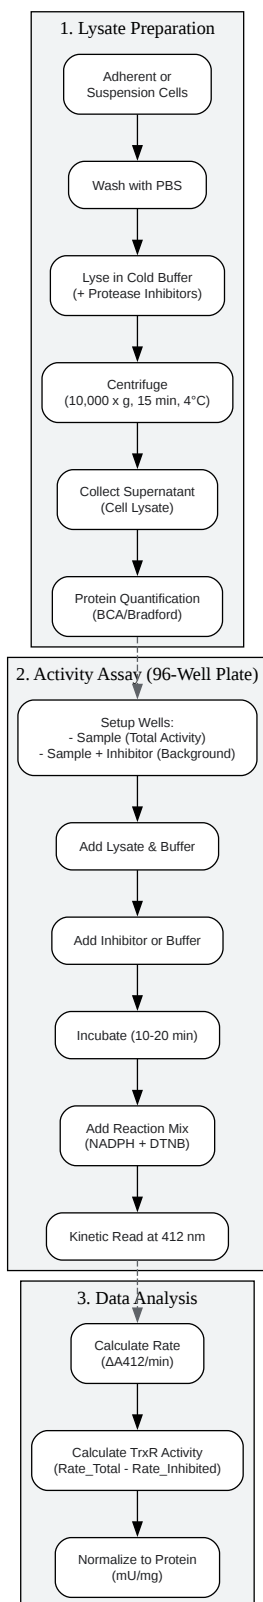 1. Lysate Preparation
Adherent or
Suspension Cells
Wash with PBS
Lyse in Cold Buffer
(+ Protease Inhibitors)
Centrifuge
(10,000 x g, 15 min, 4°C)
Collect Supernatant
(Cell Lysate)
Protein Quantification
(BCA/Bradford)
2. Activity Assay (96-Well Plate)
Setup Wells:
- Sample (Total Activity)
- Sample + Inhibitor (Background)
Add Lysate & Buffer
Add Inhibitor or Buffer
Incubate (10-20 min)
Add Reaction Mix
(NADPH + DTNB)
Kinetic Read at 412 nm
3. Data Analysis
Calculate Rate
(ΔA412/min)
Calculate TrxR Activity
(Rate_Total - Rate_Inhibited)
Normalize to Protein
(mU/mg)